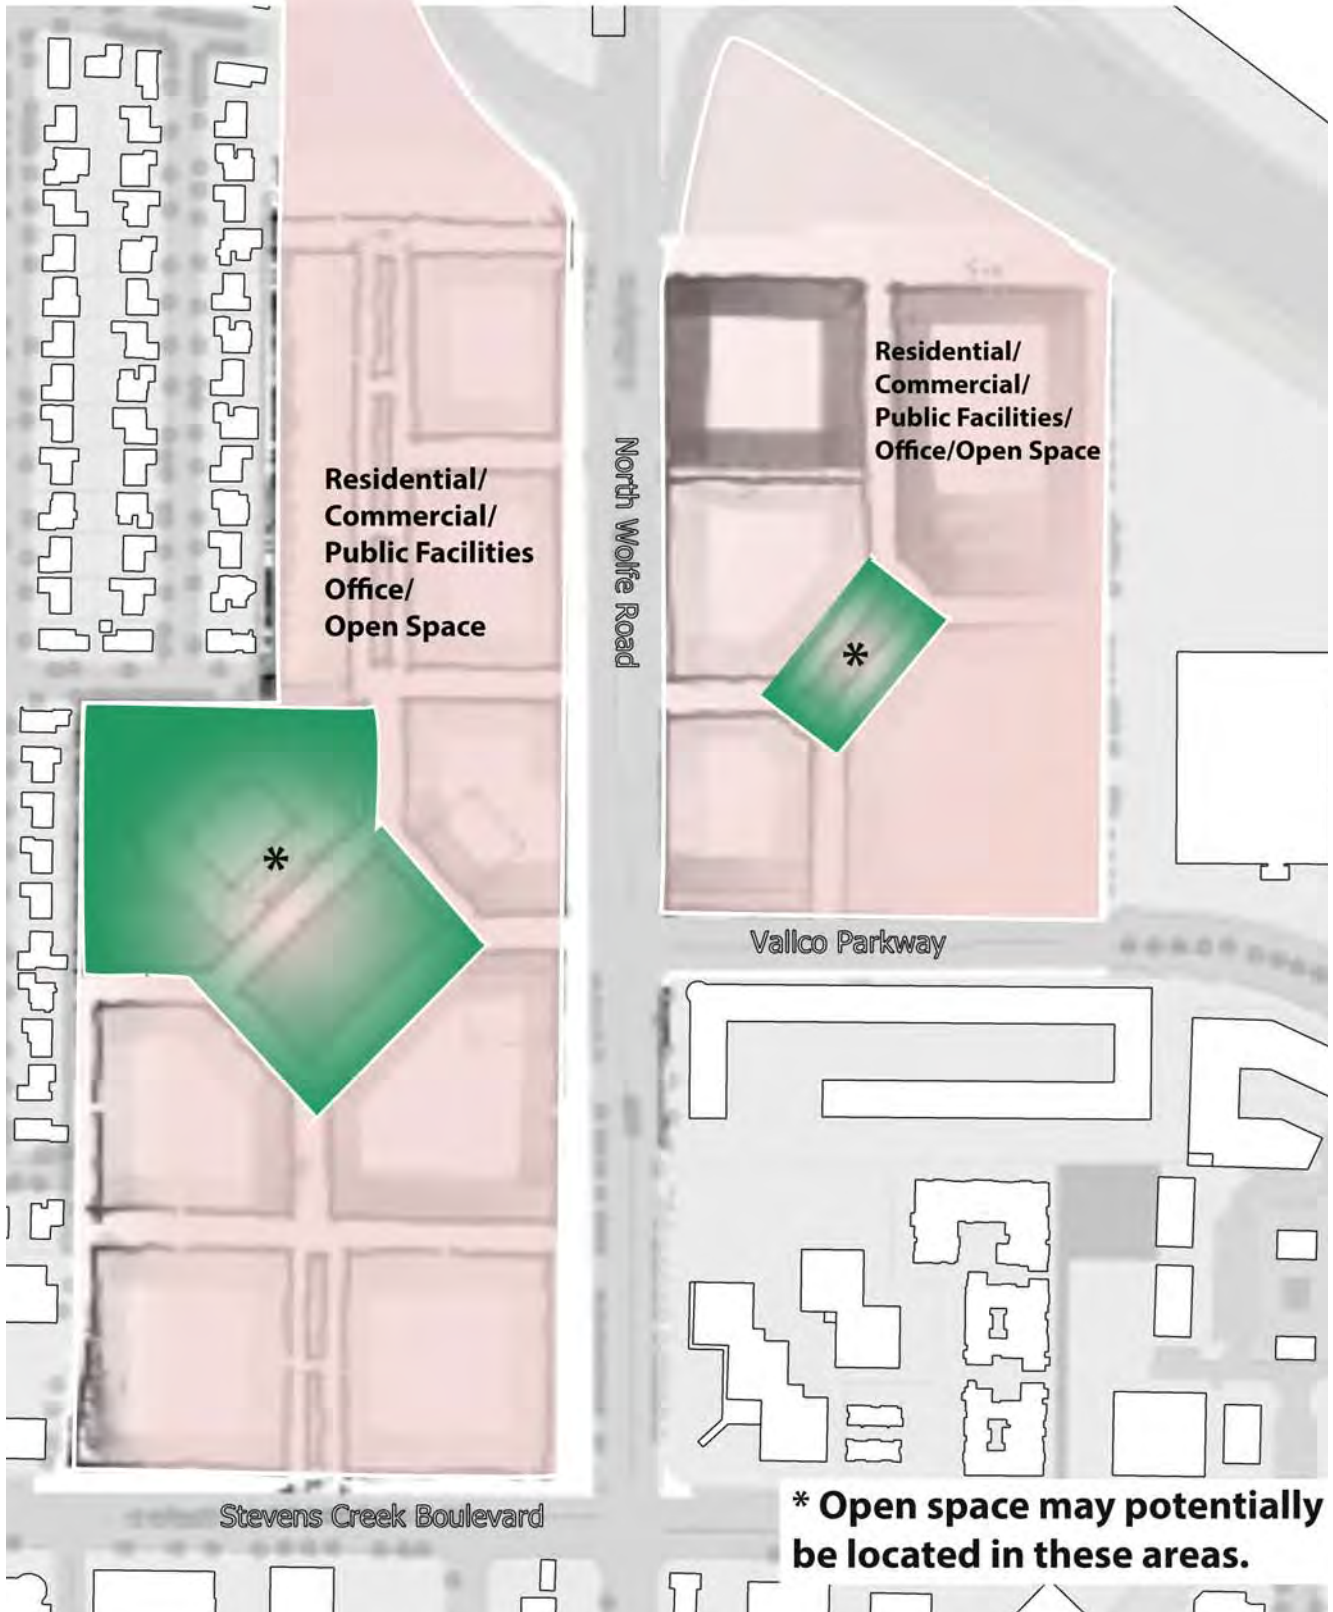 Residential/
Commercial/
Public Facilities/
Office/Open Space
Residential/
Commercial/
Public Facilities
Office/
Open Space
North Wolfe Road
*
*
Vallco Parkway
Stevens Creek Boulevard
* Open space may potentially
be located in these areas.